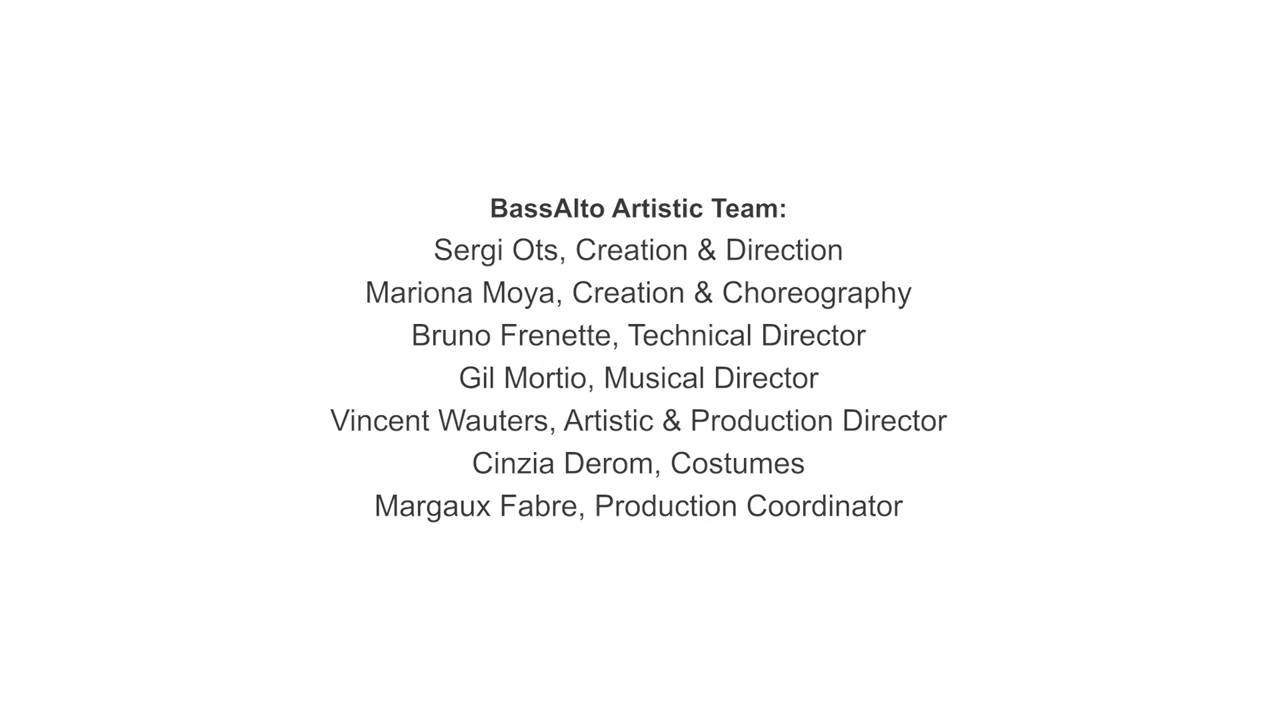 BassAlto Artistic Team:
Sergi Ots, Creation & Direction
Mariona Moya, Creation & Choreography
Bruno Frenette, Technical Director
Gil Mortio, Musical Director
Vincent Wauters, Artistic & Production Director
Cinzia Derom, Costumes
Margaux Fabre, Production Coordinator